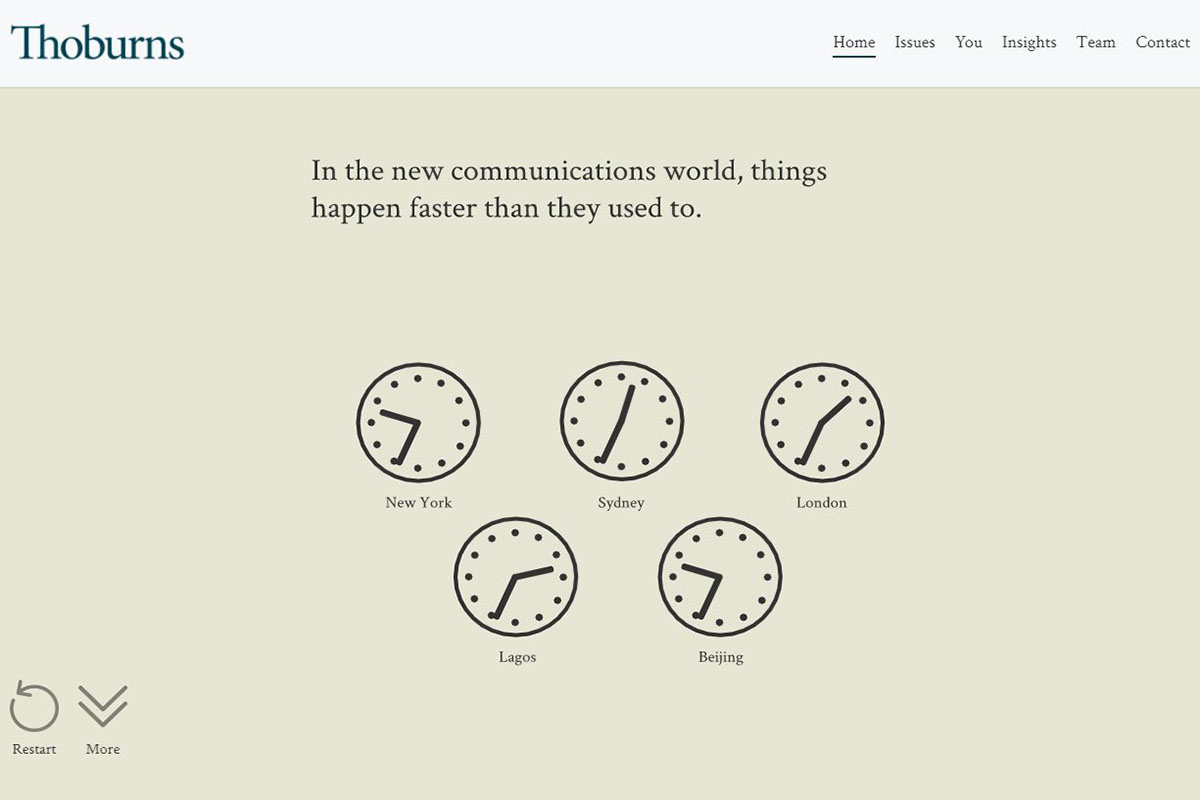 Thoburns
Home Issues You Insights Team Contact
In the new communications world, things
happen faster than they used to.
New York Sydney London
Lagos Beijing
Restart More